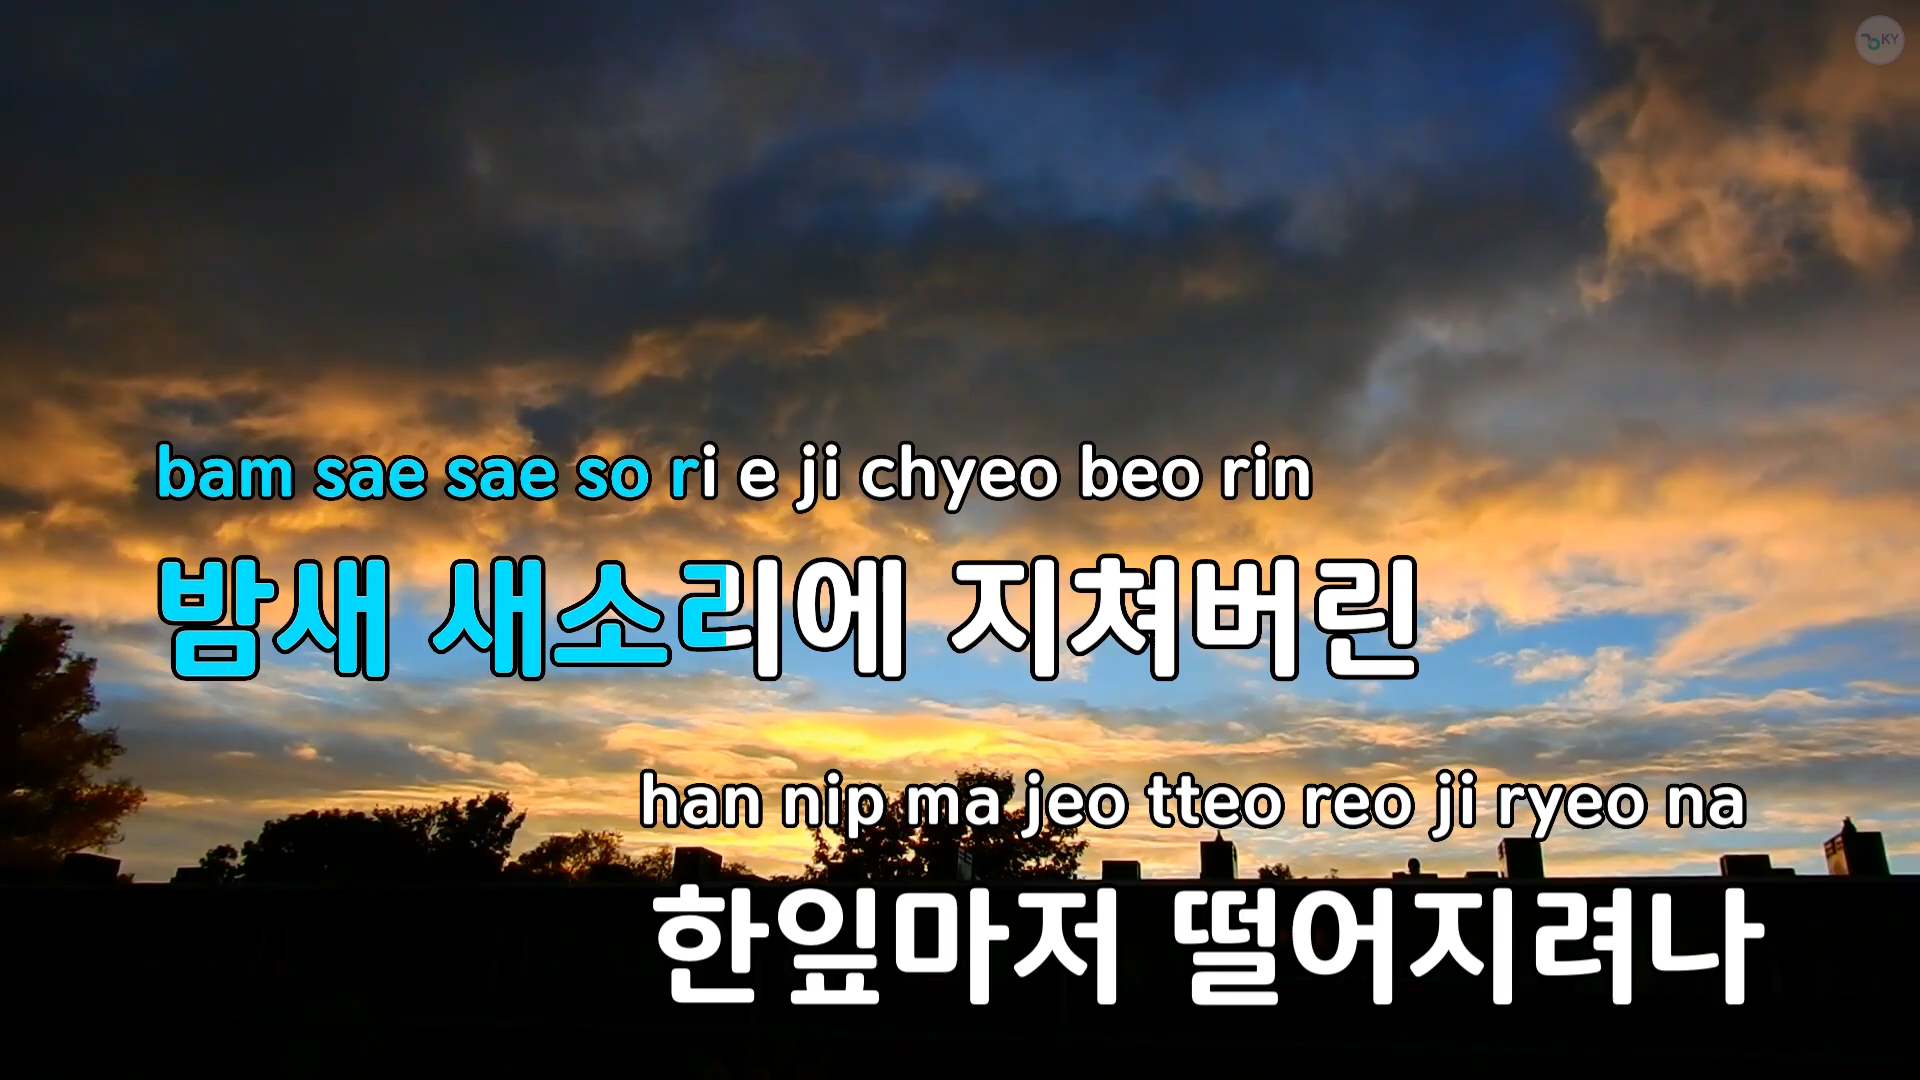 KY
bam sae sae so ri e ji chyeo beo rin
밤새 새소리에 지쳐버린
han nip ma jeo tteo reo ji ryeo na
한잎마저 떨어지려나